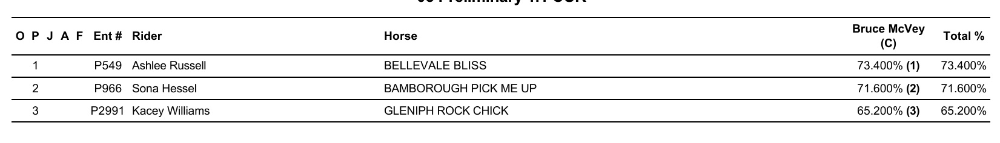 O P J A F Ent # Rider Horse Bruce McVey (C) Total %
1 P549 Ashlee Russell BELLEVALE BLISS 73.400% (1) 73.400%
2 P966 Sona Hessel BAMBOROUGH PICK ME UP 71.600% (2) 71.600%
3 P2991 Kacey Williams GLENIPH ROCK CHICK 65.200% (3) 65.200%